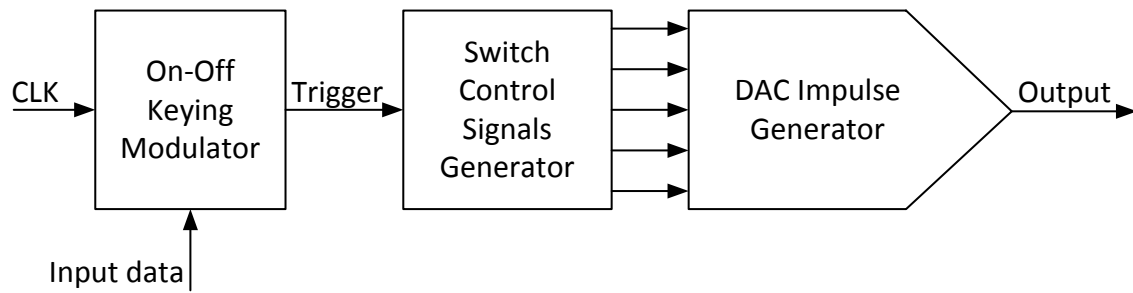 CLK
On-Off
Keying
Modulator
Input data
Trigger
Switch
Control
Signals
Generator
DAC Impulse
Generator
Output